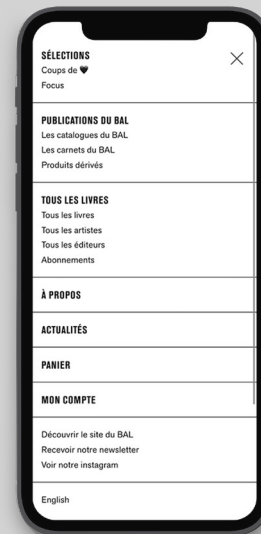 SÉLECTIONS
Coups de 🖤
Focus
PUBLICATIONS DU BAL
Les catalogues du BAL
Les carnets du BAL
Produits dérivés
TOUS LES LIVRES
Tous les livres
Tous les artistes
Tous les éditeurs
Abonnements
À PROPOS
ACTUALITÉS
PANIER
MON COMPTE
Découvrir le site du BAL
Recevoir notre newsletter
Voir notre instagram
English